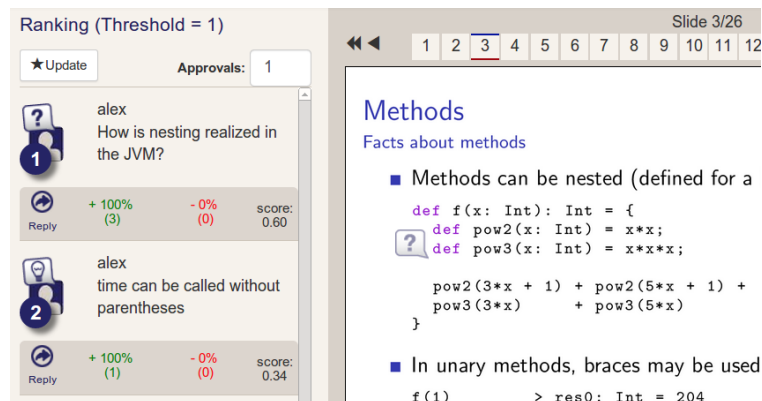 Ranking (Threshold = 1)
★Update
Approvals: 1
?
1
alex
How is nesting realized in
the JVM?
Reply
+ 100%
(3)
- 0%
(0)
score:
0.60
2
alex
time can be called without
parentheses
Reply
+ 100%
(1)
- 0%
(0)
score:
0.34
Slide 3/26
1 2 3 4 5 6 7 8 9 10 11 12
Methods
Facts about methods
■ Methods can be nested (defined for a
def f(x: Int): Int = {
def pow2(x: Int) = x*x;
? def pow3(x: Int) = x*x*x;
pow2(3*x + 1) + pow2(5*x + 1) +
pow3(3*x) + pow3(5*x)
}
■ In unary methods, braces may be used
f(1) > res0: Int = 204